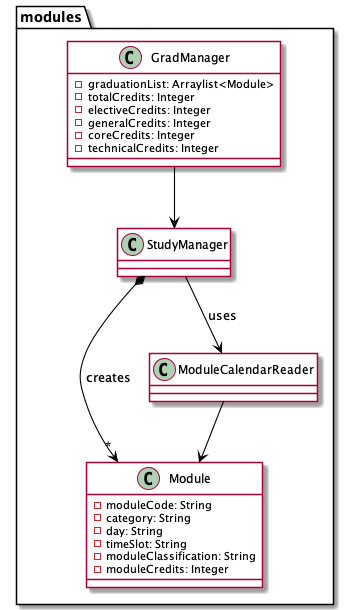 modules
C GradManager
graduationList: Arraylist<Module>
totalCredits: Integer
electiveCredits: Integer
generalCredits: Integer
coreCredits: Integer
technicalCredits: Integer
C StudyManager
uses
C ModuleCalendarReader
creates
*
C Module
moduleCode: String
category: String
day: String
timeSlot: String
moduleClassification: String
moduleCredits: Integer